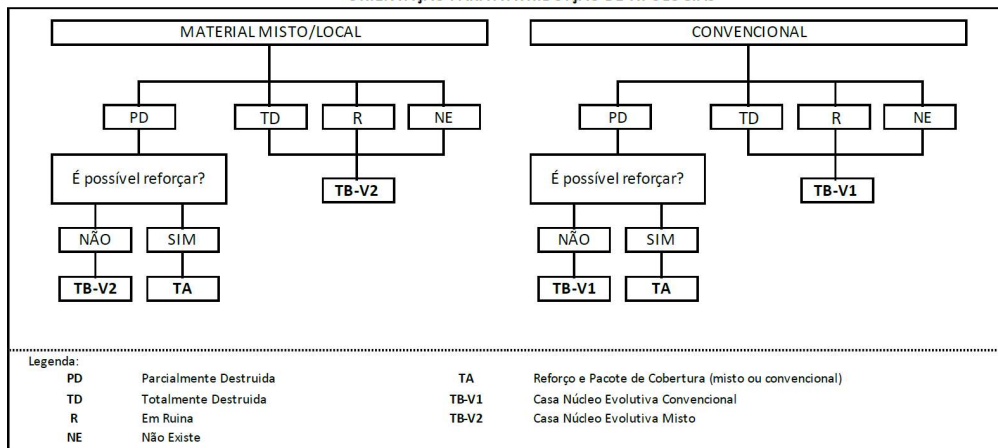 MATERIAL MISTO/LOCAL CONVENCIONAL
PD TD R NE PD TD R NE
É possível reforçar? É possível reforçar?
TB-V2 TB-V1
NÃO SIM NÃO SIM
TB-V2 TA TB-V1 TA
Legenda:
PD Parcialmente Destruida TA Reforço e Pacote de Cobertura (misto ou convencional)
TD Totalmente Destruida TB-V1 Casa Núcleo Evolutiva Convencional
R Em Ruina TB-V2 Casa Núcleo Evolutiva Misto
NE Não Existe